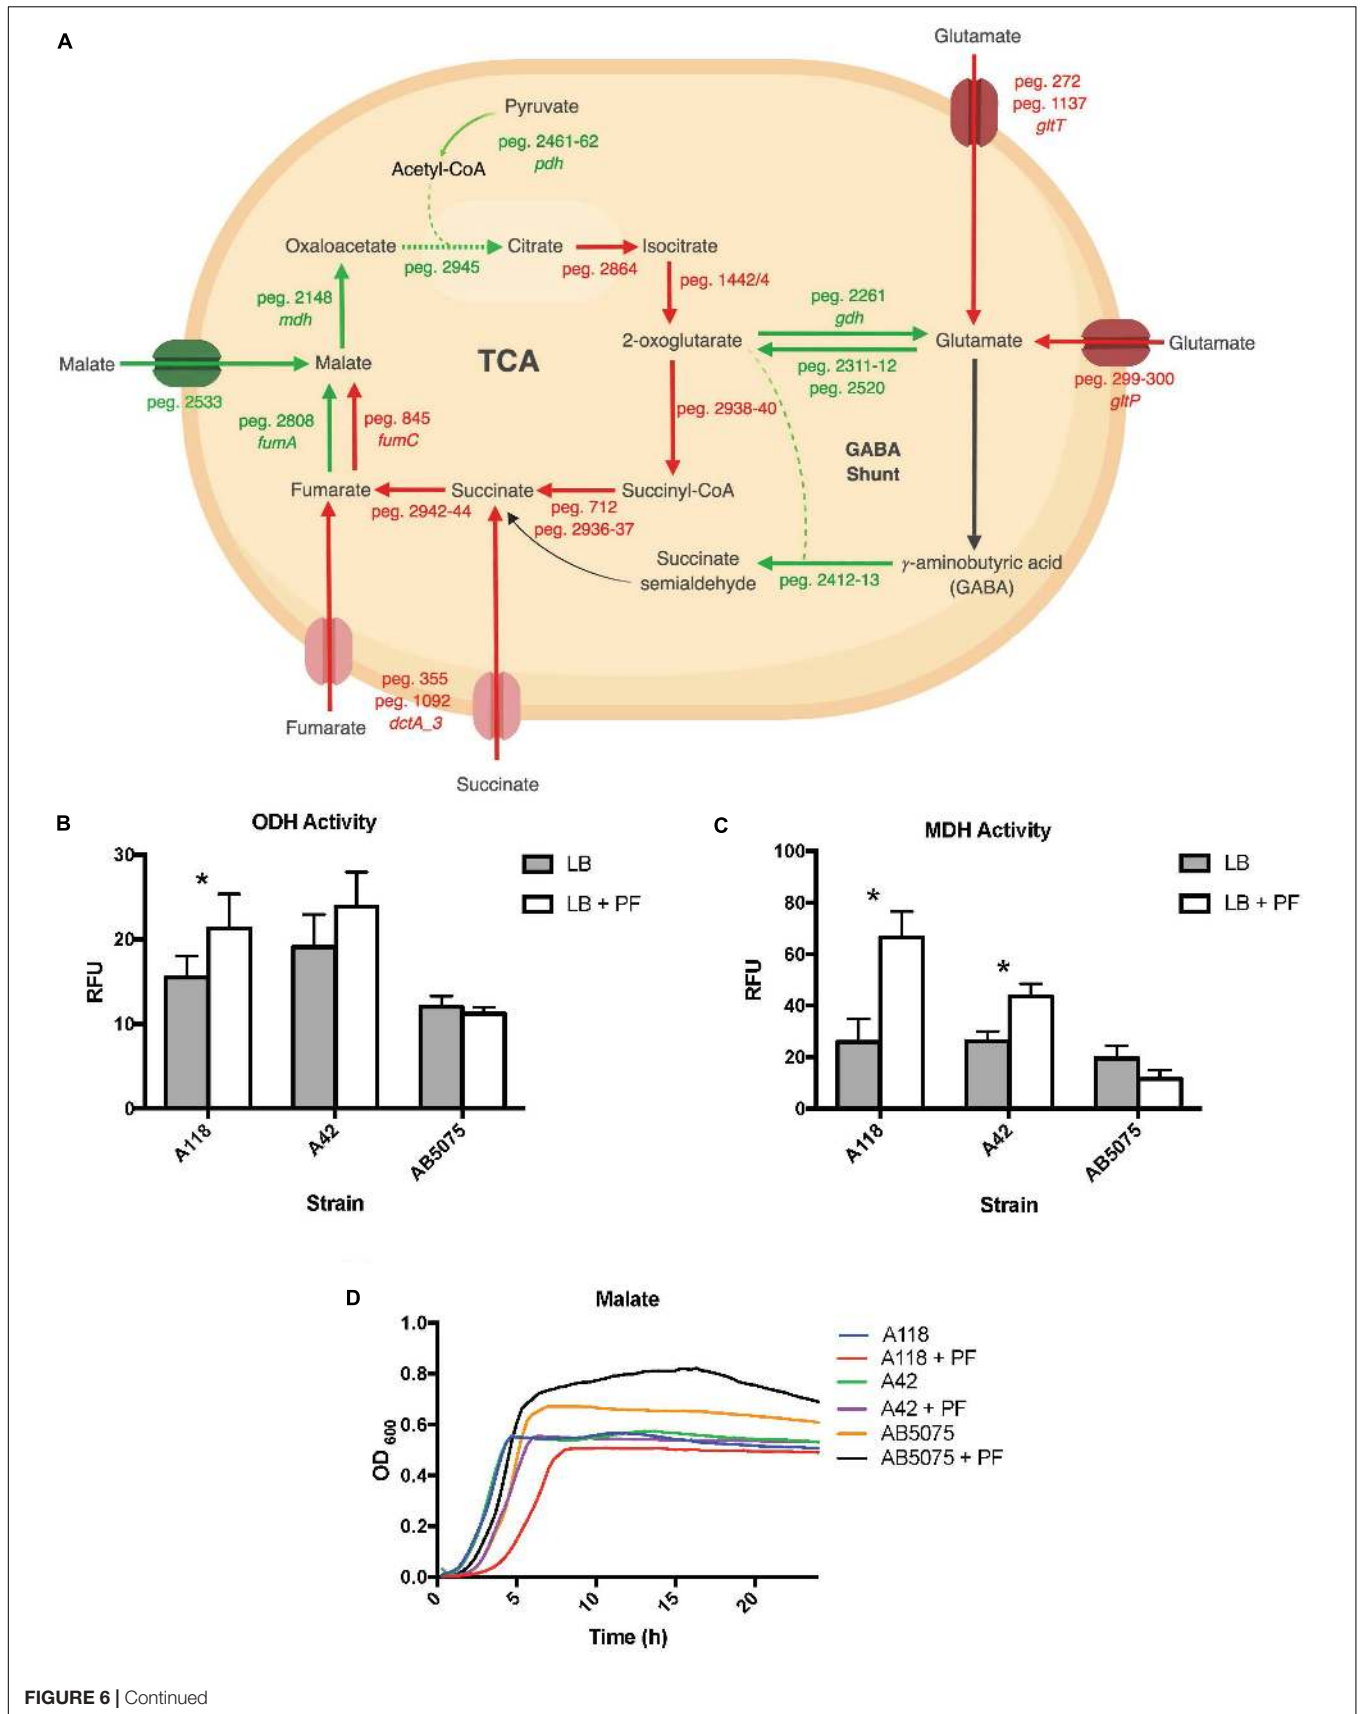 A
Glutamate
peg. 272
peg. 1137
gltT
Pyruvate
peg. 2461-62
pdh
Acetyl-CoA
Oxaloacetate
Citrate
Isocitrate
peg. 2945
peg. 2864
peg. 1442/4
peg. 2148
mdh
peg. 2261
gdh
2-oxoglutarate
Glutamate
Glutamate
TCA
Malate
Malate
peg. 2311-12
peg. 2520
peg. 299-300
gltP
peg. 2533
peg. 2808
fumA
peg. 845
fumC
peg. 2938-40
GABA
Shunt
Fumarate
Succinate
Succinyl-CoA
peg. 2942-44
peg. 712
peg. 2936-37
Succinate
semialdehyde
peg. 2412-13
γ-aminobutyric acid
(GABA)
peg. 355
peg. 1092
dctA_3
Fumarate
Succinate
B
ODH Activity
30
20
10
0
RFU
*
LB
LB + PF
A118
A42
AB5075
Strain
C
MDH Activity
100
80
60
40
20
0
RFU
*
*
LB
LB + PF
A118
A42
AB5075
Strain
D
Malate
1.0
0.8
0.6
0.4
0.2
0.0
OD 600
0
5
10
15
20
Time (h)
A118
A118 + PF
A42
A42 + PF
AB5075
AB5075 + PF
FIGURE 6 | Continued